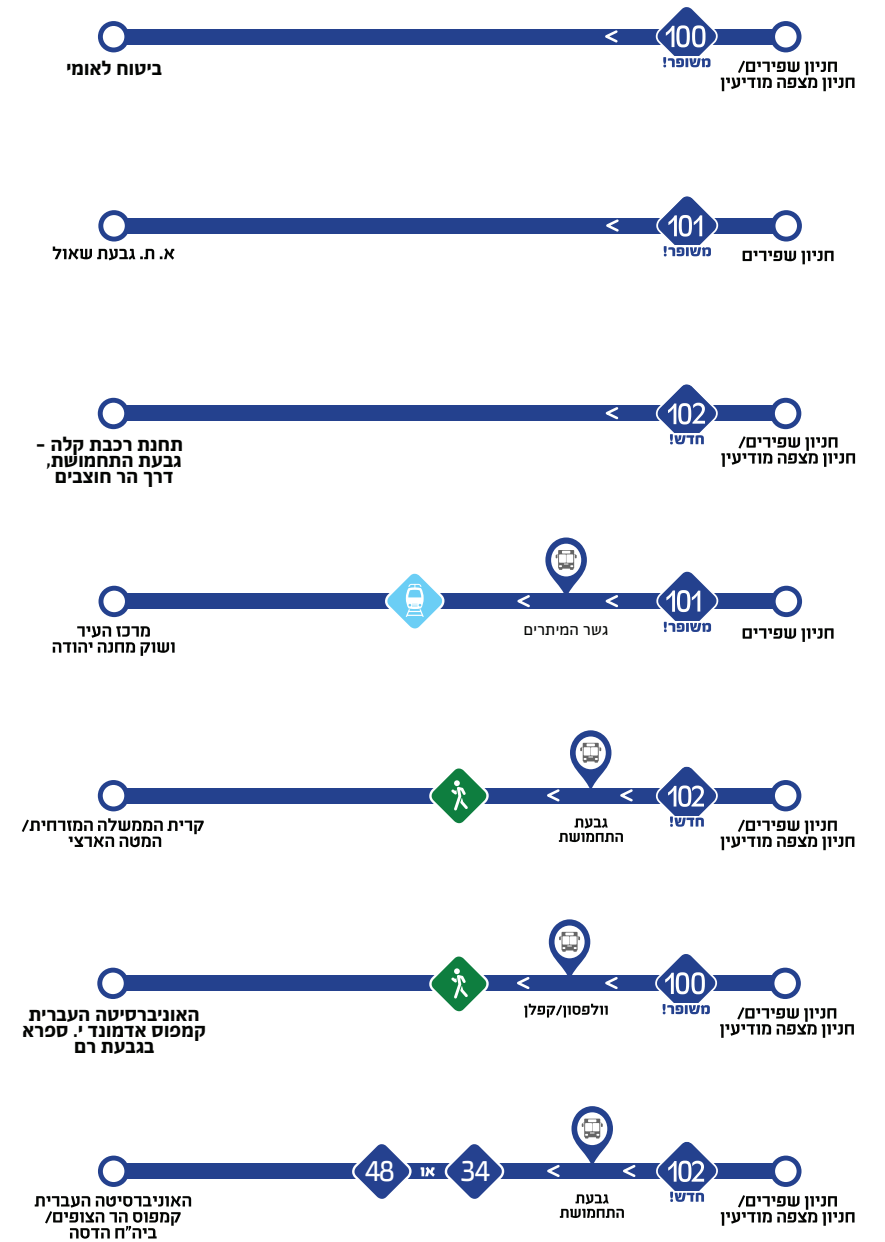 100
משופר!
חניון שפירים/
חניון מצפה מודיעין
ביטוח לאומי
101
משופר!
חניון שפירים
א. ת. גבעת שאול
102
חדש!
חניון שפירים/
חניון מצפה מודיעין
תחנת רכבת קלה -
גבעת התחמושת,
דרך הר חוצבים
101
משופר!
חניון שפירים
גשר המיתרים
מרכז העיר
ושוק מחנה יהודה
102
חדש!
חניון שפירים/
חניון מצפה מודיעין
גבעת
התחמושת
קרית הממשלה המזרחית/
המטה הארצי
100
משופר!
חניון שפירים/
חניון מצפה מודיעין
וולפסון/קפלן
האוניברסיטה העברית
קמפוס אדמונד י. ספרא
בגבעת רם
102
חדש!
חניון שפירים/
חניון מצפה מודיעין
גבעת
התחמושת
34 או 48
האוניברסיטה העברית
קמפוס הר הצופים/
ביה"ח הדסה